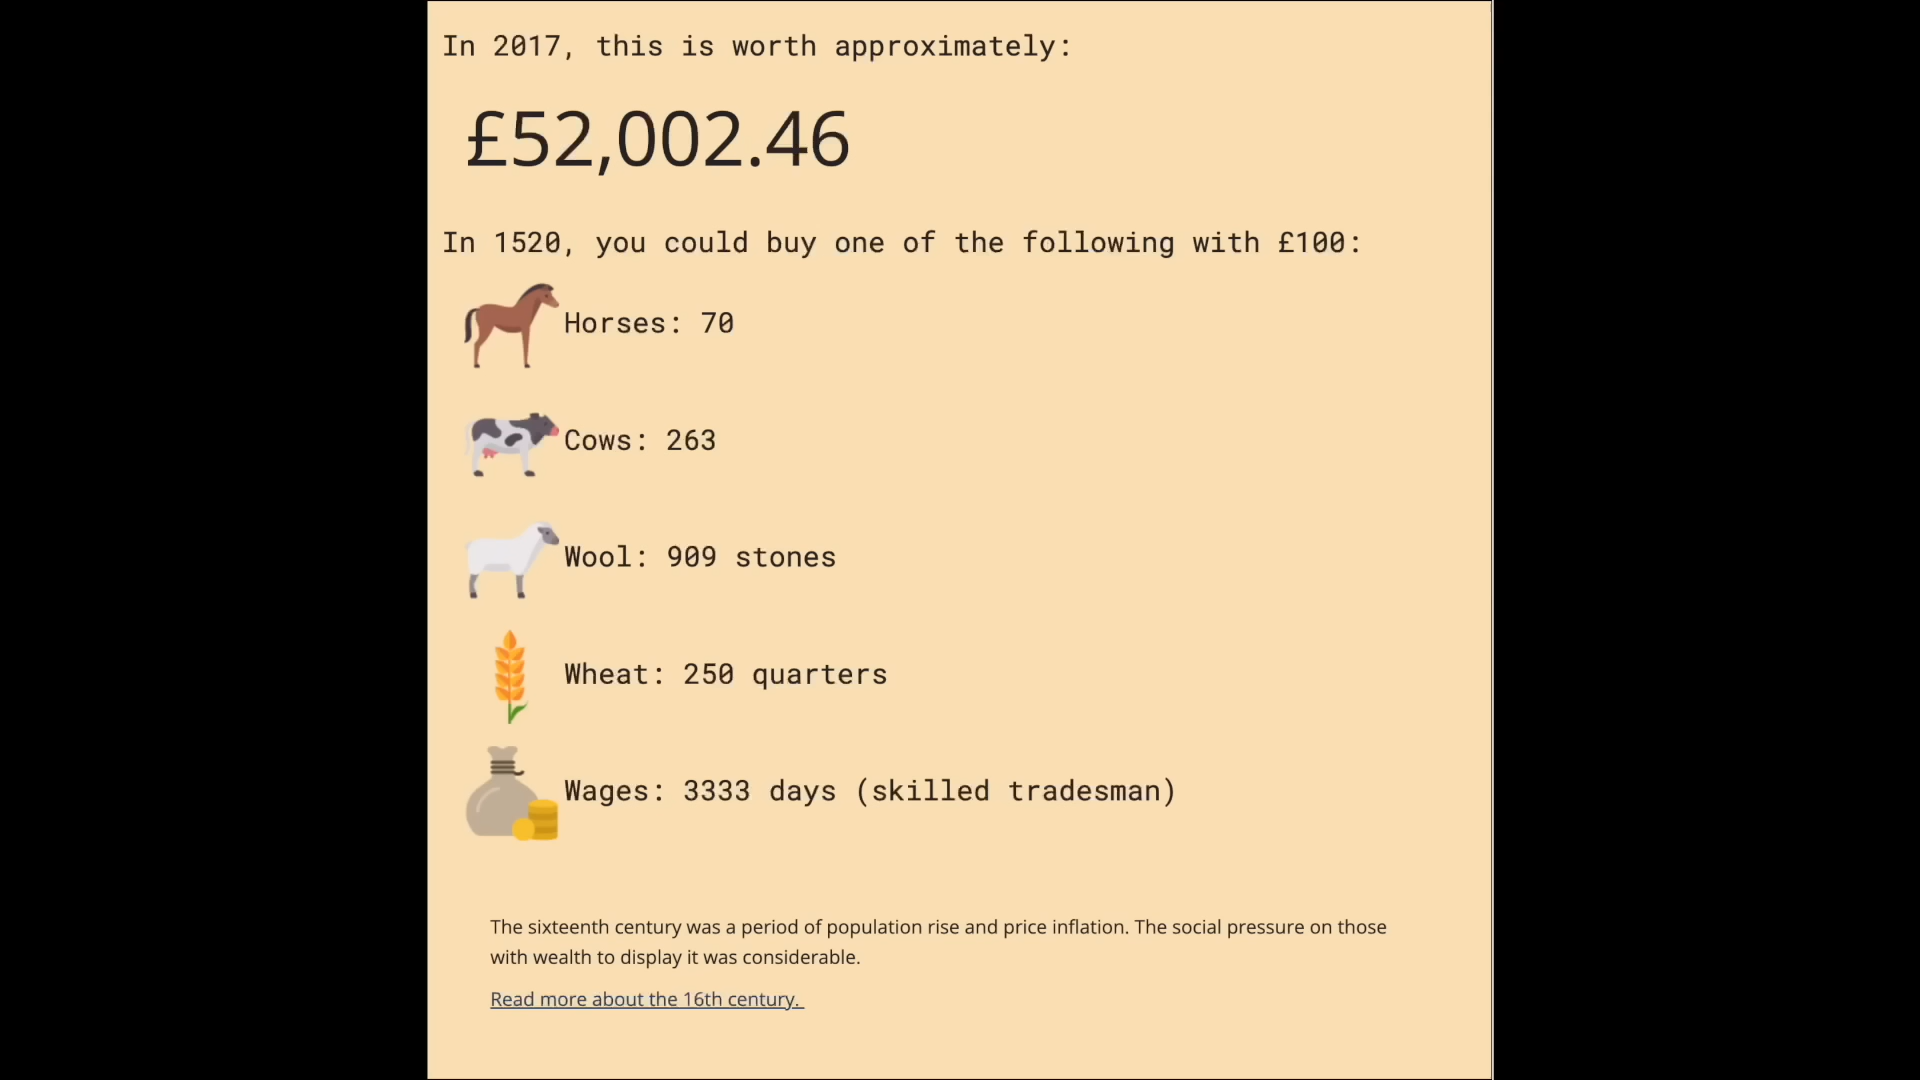 In 2017, this is worth approximately:
£52,002.46
In 1520, you could buy one of the following with £100:
Horses: 70
Cows: 263
Wool: 909 stones
Wheat: 250 quarters
Wages: 3333 days (skilled tradesman)
The sixteenth century was a period of population rise and price inflation. The social pressure on those
with wealth to display it was considerable.
Read more about the 16th century.